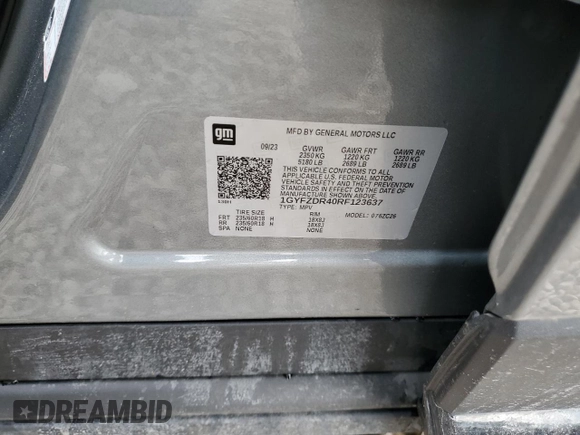 gm
MFD BY GENERAL MOTORS LLC
09/23 GVWR GAWR FRT GAWR RR
2350 KG 1220 KG 1220 KG
5180 LB 2689 LB 2689 LB
THIS VEHICLE CONFORMS TO ALL
APPLICABLE U.S. FEDERAL MOTOR
VEHICLE SAFETY AND THEFT PREVENTION
STANDARDS IN EFFECT ON THE DATE OF
MANUFACTURE SHOWN ABOVE.
1GYFZDR40RF123637
TYPE: MPV MODEL:
TIRE SIZE RIM
FRT 235/60R18 H 18X8J
RR 235/60R18 H 18X8J
SPA NONE NONE
DREAMBID